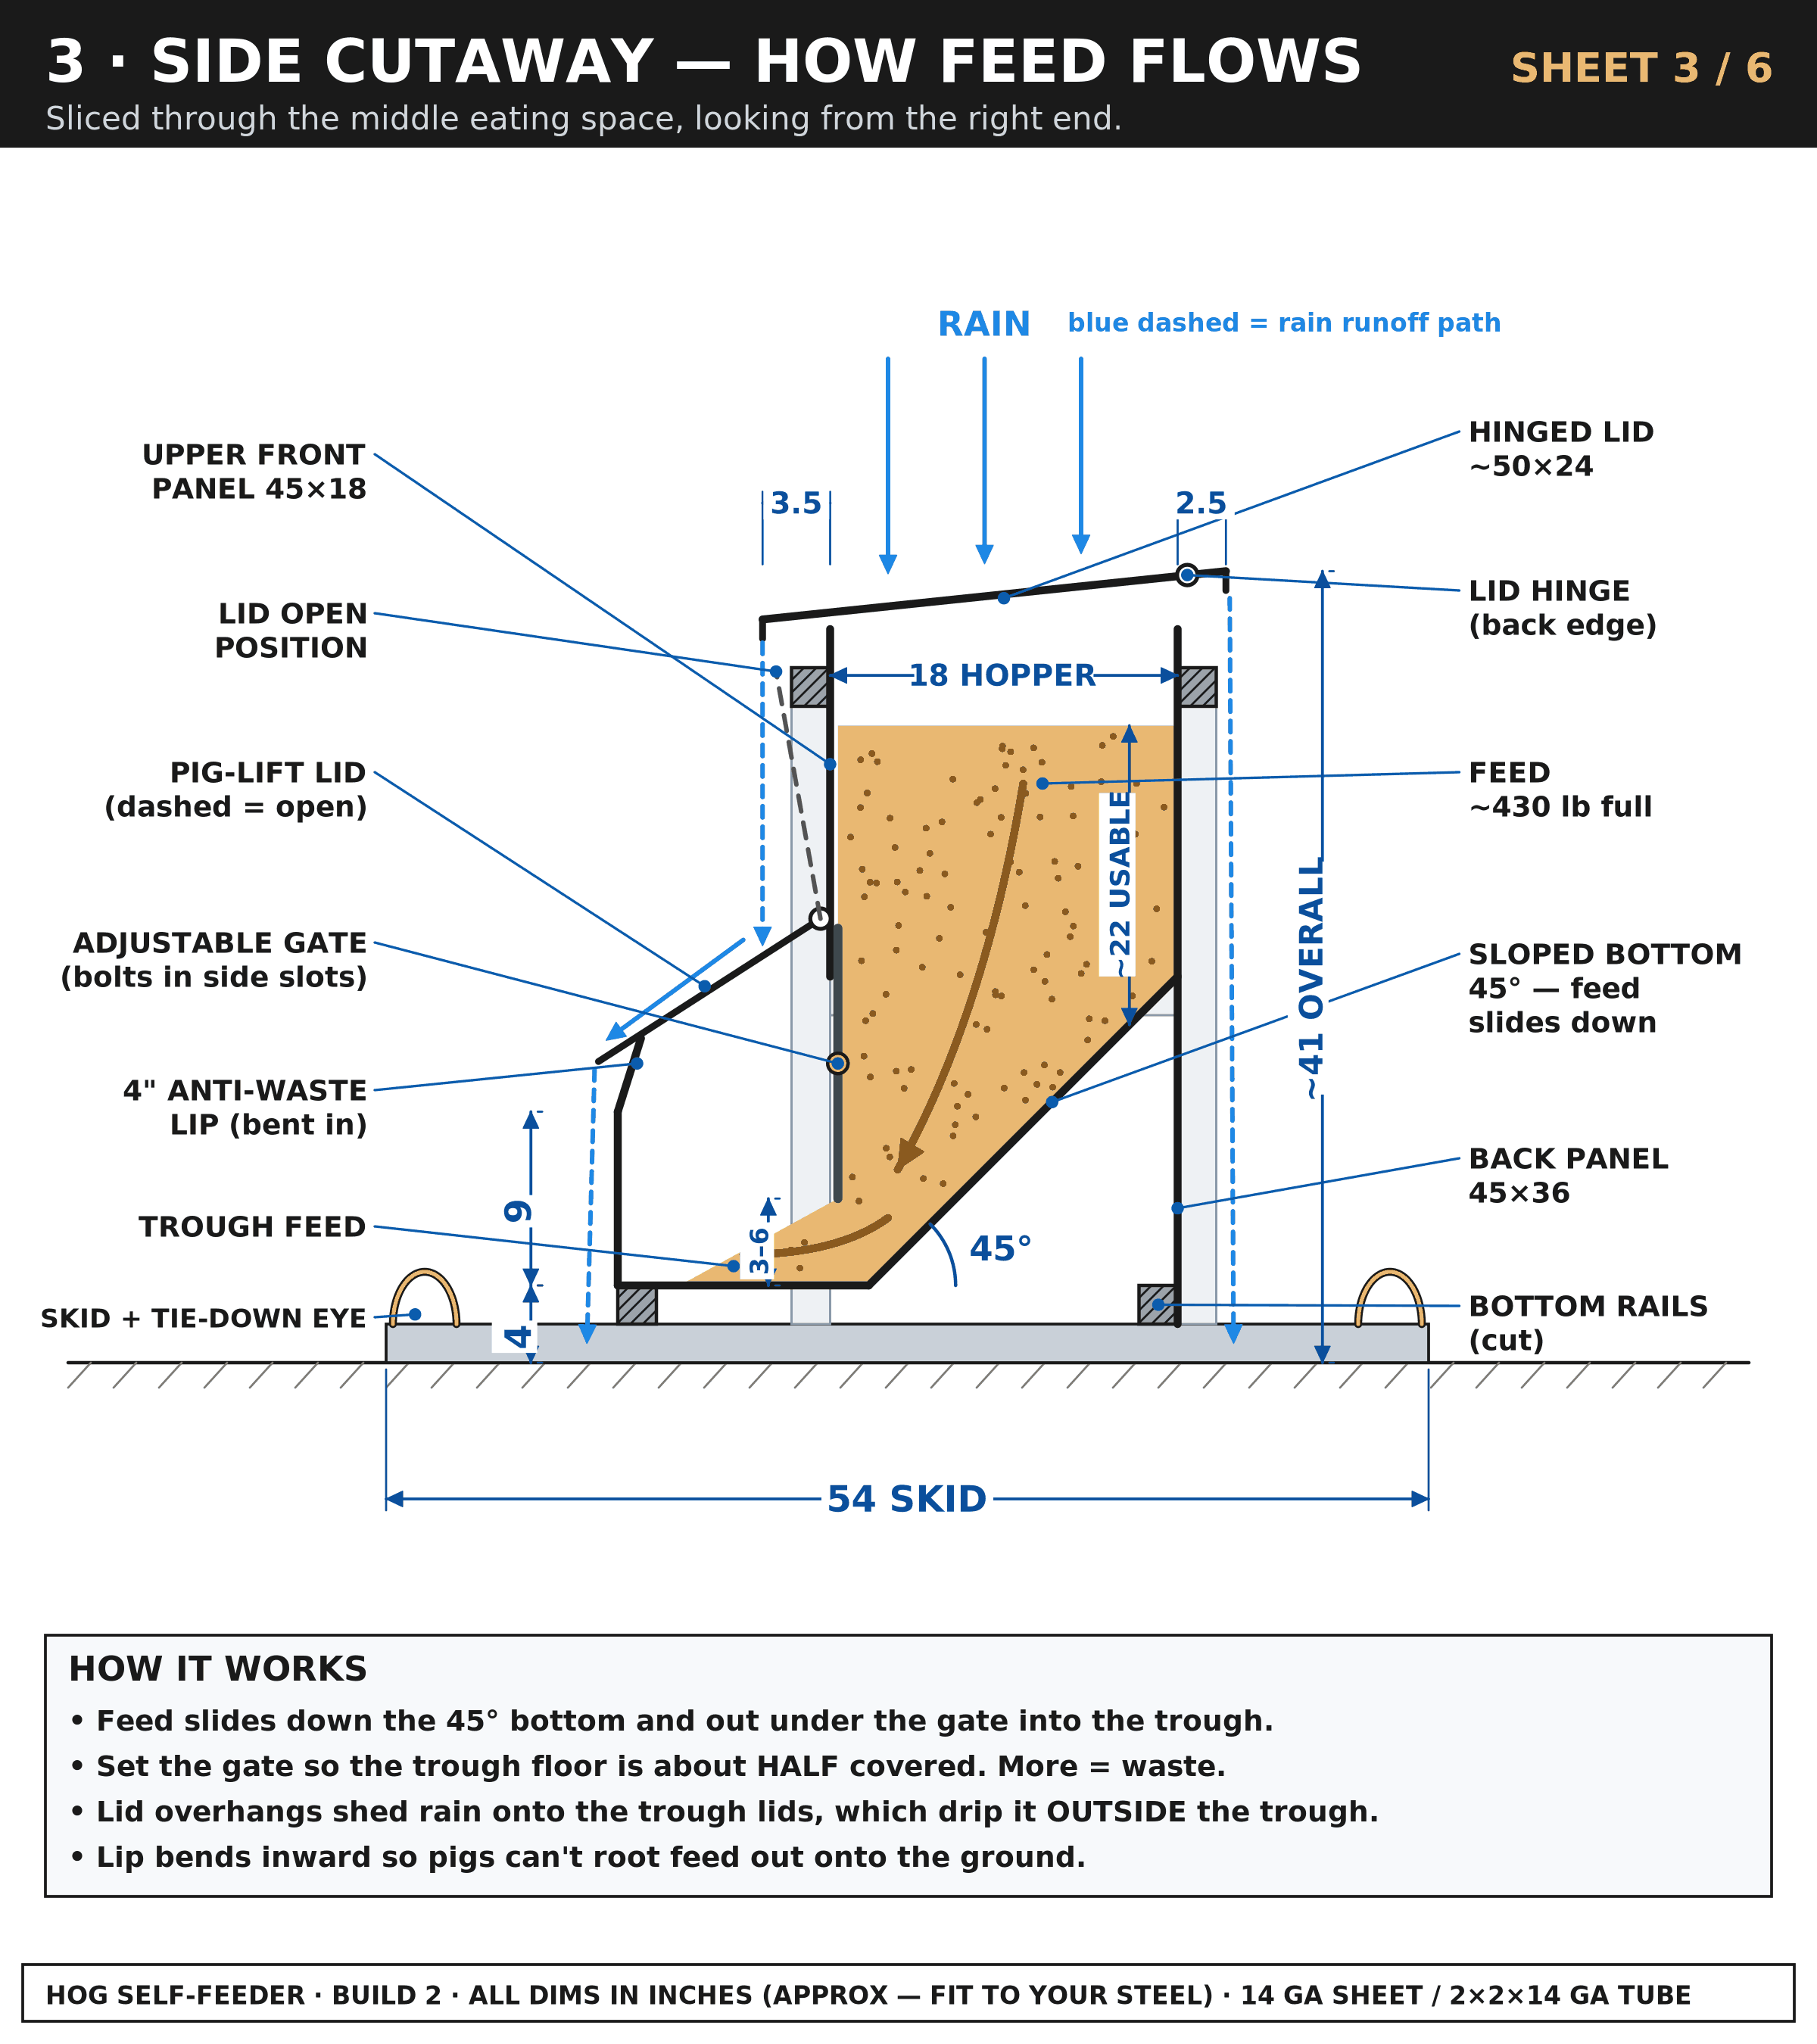 3 · SIDE CUTAWAY — HOW FEED FLOWS
SHEET 3 / 6
Sliced through the middle eating space, looking from the right end.
RAIN
blue dashed = rain runoff path
UPPER FRONT
PANEL 45×18
LID OPEN
POSITION
PIG-LIFT LID
(dashed = open)
ADJUSTABLE GATE
(bolts in side slots)
4" ANTI-WASTE
LIP (bent in)
TROUGH FEED
SKID + TIE-DOWN EYE
3.5
2.5
18 HOPPER
~22 USABLE
~41 OVERALL
9
4
3–6
45°
54 SKID
HINGED LID
~50×24
LID HINGE
(back edge)
FEED
~430 lb full
SLOPED BOTTOM
45° — feed
slides down
BACK PANEL
45×36
BOTTOM RAILS
(cut)
HOW IT WORKS
• Feed slides down the 45° bottom and out under the gate into the trough.
• Set the gate so the trough floor is about HALF covered. More = waste.
• Lid overhangs shed rain onto the trough lids, which drip it OUTSIDE the trough.
• Lip bends inward so pigs can't root feed out onto the ground.
HOG SELF-FEEDER · BUILD 2 · ALL DIMS IN INCHES (APPROX — FIT TO YOUR STEEL) · 14 GA SHEET / 2×2×14 GA TUBE